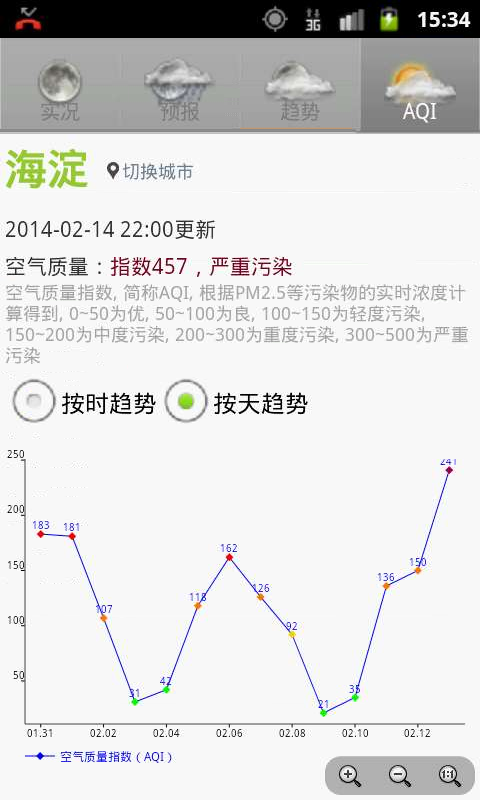 3G 15:34
实况 预报 趋势 AQI
海淀 切换城市
2014-02-14 22:00更新
空气质量：指数457，严重污染
空气质量指数, 简称AQI, 根据PM2.5等污染物的实时浓度计
算得到, 0~50为优, 50~100为良, 100~150为轻度污染,
150~200为中度污染, 200~300为重度污染, 300~500为严重
污染
按时趋势 按天趋势
250
200
150
100
50
183 181 107 31 42 118 162 126 92 21 35 136 150 241
01.31 02.02 02.04 02.06 02.08 02.10 02.12
空气质量指数（AQI）
1:1